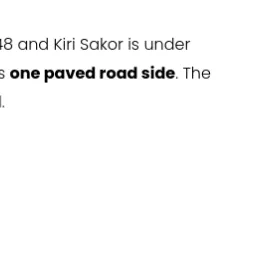 48 and Kiri Sakor is under
s one paved road side. The
.